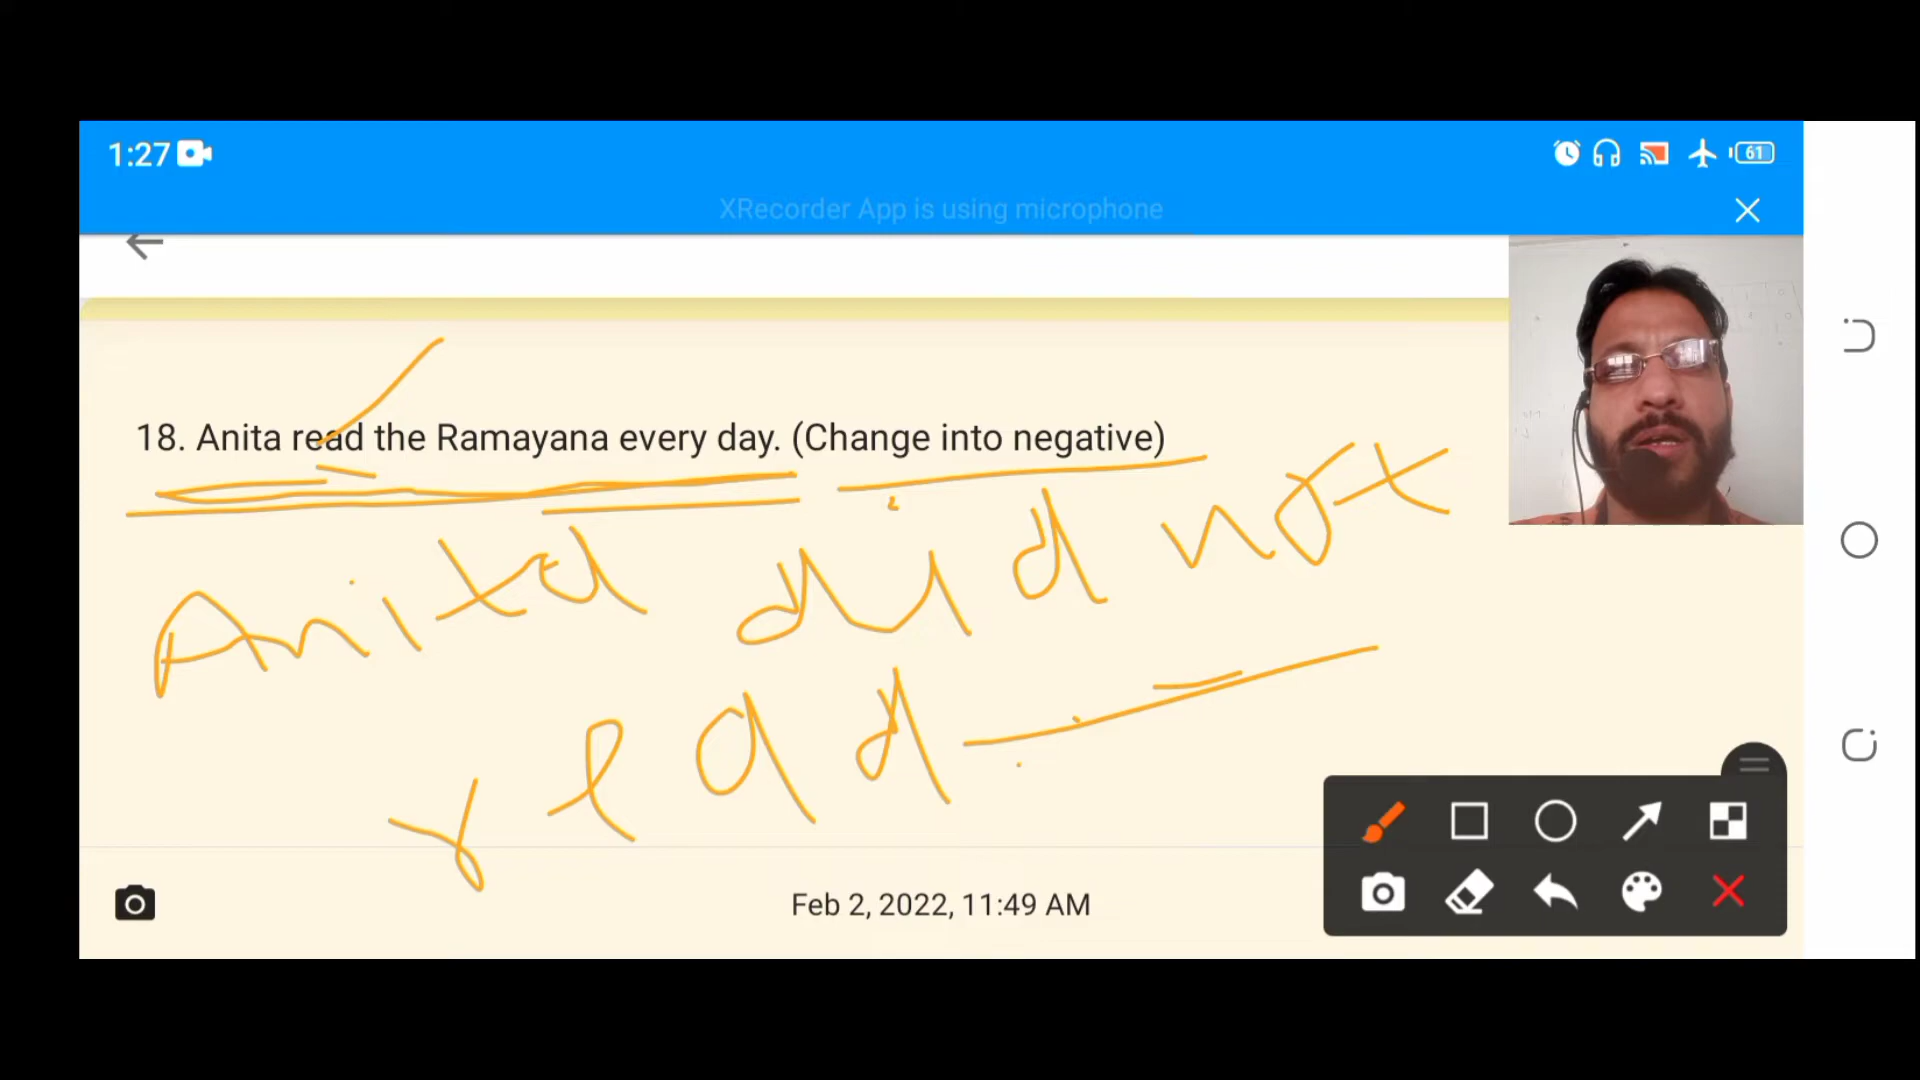 1:27
61
XRecorder App is using microphone
18. Anita read the Ramayana every day. (Change into negative)
Anita did not
read
Feb 2, 2022, 11:49 AM